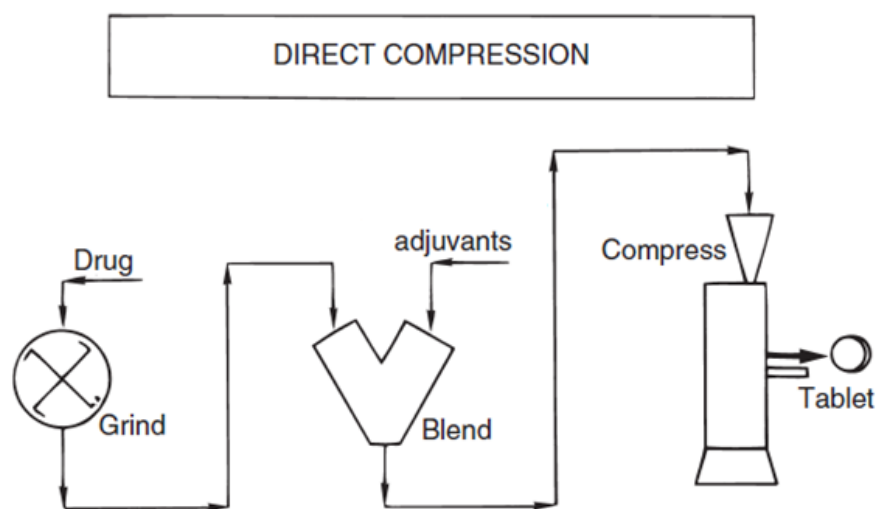 DIRECT COMPRESSION
Drug
adjuvants
Compress
Grind
Blend
Tablet